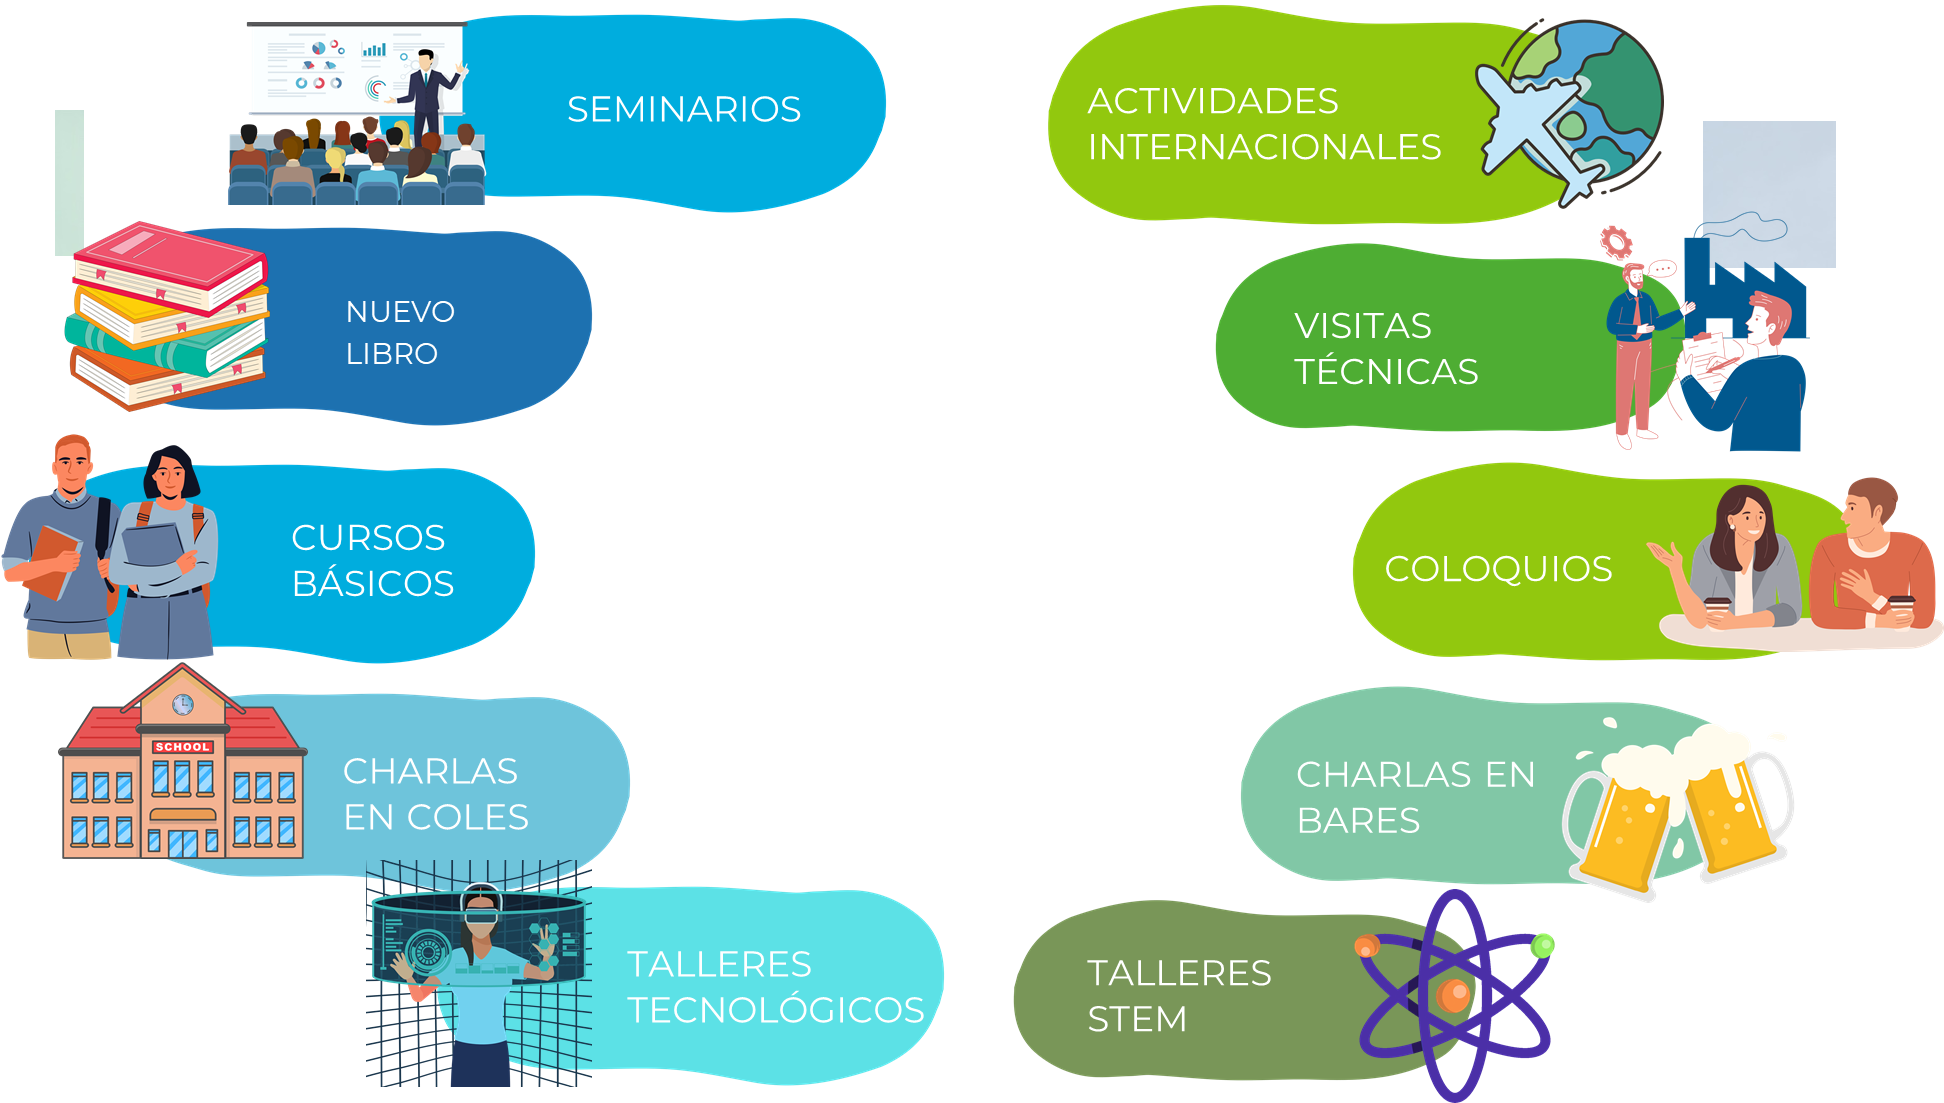 SEMINARIOS
NUEVO
LIBRO
CURSOS
BÁSICOS
SCHOOL
CHARLAS
EN COLES
TALLERES
TECNOLÓGICOS
ACTIVIDADES
INTERNACIONALES
VISITAS
TÉCNICAS
COLOQUIOS
CHARLAS EN
BARES
TALLERES
STEM